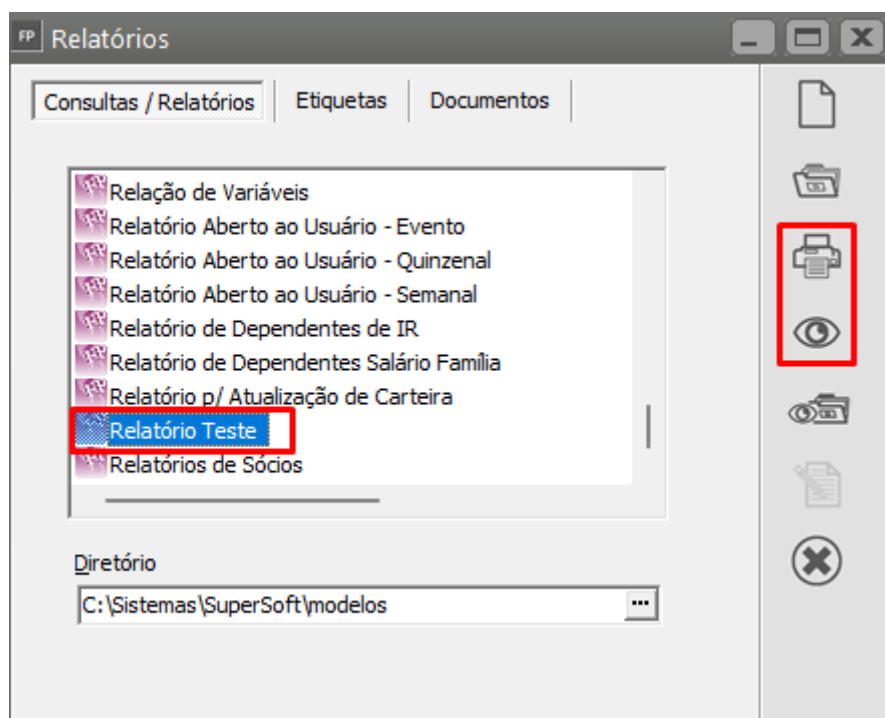 FP Relatórios
Consultas / Relatórios Etiquetas Documentos
Relação de Variáveis
Relatório Aberto ao Usuário - Evento
Relatório Aberto ao Usuário - Quinzenal
Relatório Aberto ao Usuário - Semanal
Relatório de Dependentes de IR
Relatório de Dependentes Salário Família
Relatório p/ Atualização de Carteira
Relatório Teste
Relatórios de Sócios
Diretório
C:\Sistemas\SuperSoft\modelos ...